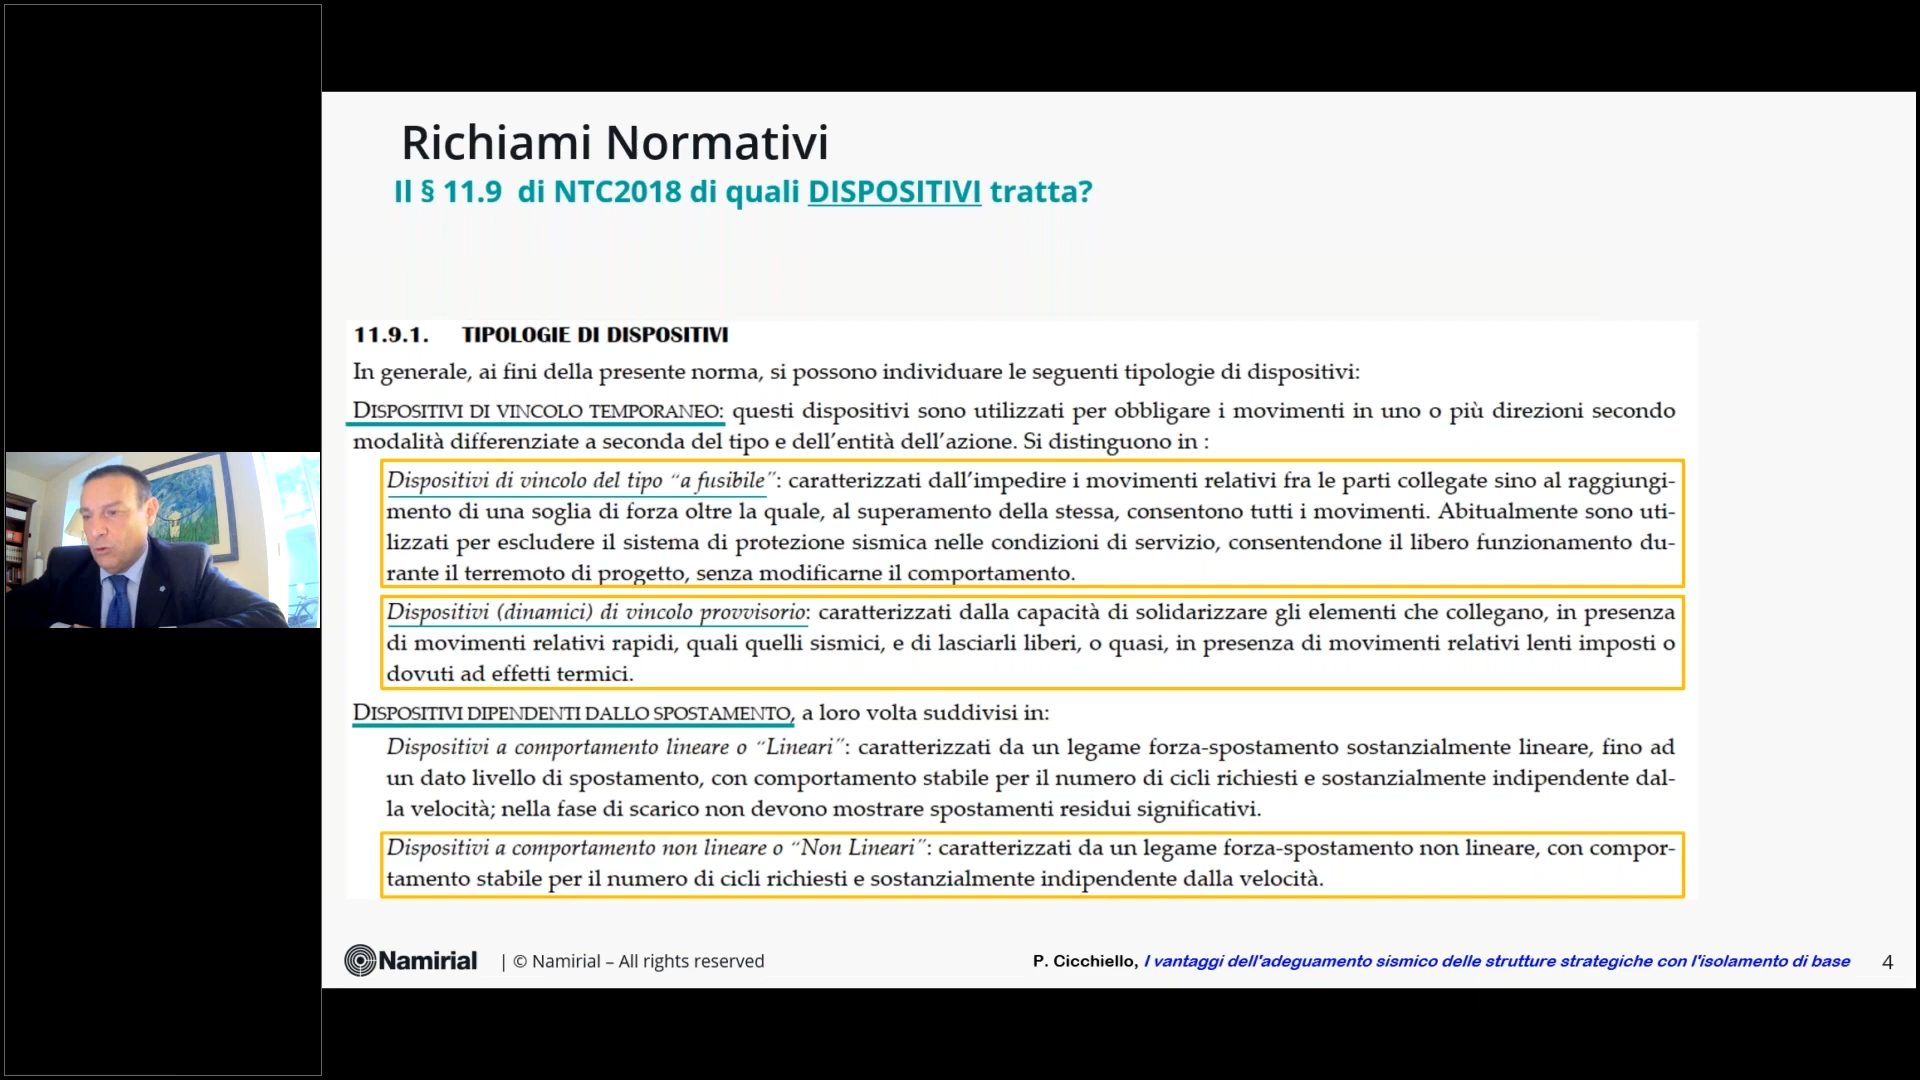 Richiami Normativi
Il § 11.9 di NTC2018 di quali DISPOSITIVI tratta?
11.9.1. TIPOLOGIE DI DISPOSITIVI
In generale, ai fini della presente norma, si possono individuare le seguenti tipologie di dispositivi:
DISPOSITIVI DI VINCOLO TEMPORANEO: questi dispositivi sono utilizzati per obbligare i movimenti in uno o più direzioni secondo
modalità differenziate a seconda del tipo e dell'entità dell'azione. Si distinguono in :
Dispositivi di vincolo del tipo "a fusibile": caratterizzati dall'impedire i movimenti relativi fra le parti collegate sino al raggiungi-
mento di una soglia di forza oltre la quale, al superamento della stessa, consentono tutti i movimenti. Abitualmente sono uti-
lizzati per escludere il sistema di protezione sismica nelle condizioni di servizio, consentendone il libero funzionamento du-
rante il terremoto di progetto, senza modificarne il comportamento.
Dispositivi (dinamici) di vincolo provvisorio: caratterizzati dalla capacità di solidarizzare gli elementi che collegano, in presenza
di movimenti relativi rapidi, quali quelli sismici, e di lasciarli liberi, o quasi, in presenza di movimenti relativi lenti imposti o
dovuti ad effetti termici.
DISPOSITIVI DIPENDENTI DALLO SPOSTAMENTO, a loro volta suddivisi in:
Dispositivi a comportamento lineare o "Lineari": caratterizzati da un legame forza-spostamento sostanzialmente lineare, fino ad
un dato livello di spostamento, con comportamento stabile per il numero di cicli richiesti e sostanzialmente indipendente dal-
la velocità; nella fase di scarico non devono mostrare spostamenti residui significativi.
Dispositivi a comportamento non lineare o "Non Lineari": caratterizzati da un legame forza-spostamento non lineare, con compor-
tamento stabile per il numero di cicli richiesti e sostanzialmente indipendente dalla velocità.
Namirial | © Namirial – All rights reserved
P. Cicchiello, I vantaggi dell'adeguamento sismico delle strutture strategiche con l'isolamento di base 4